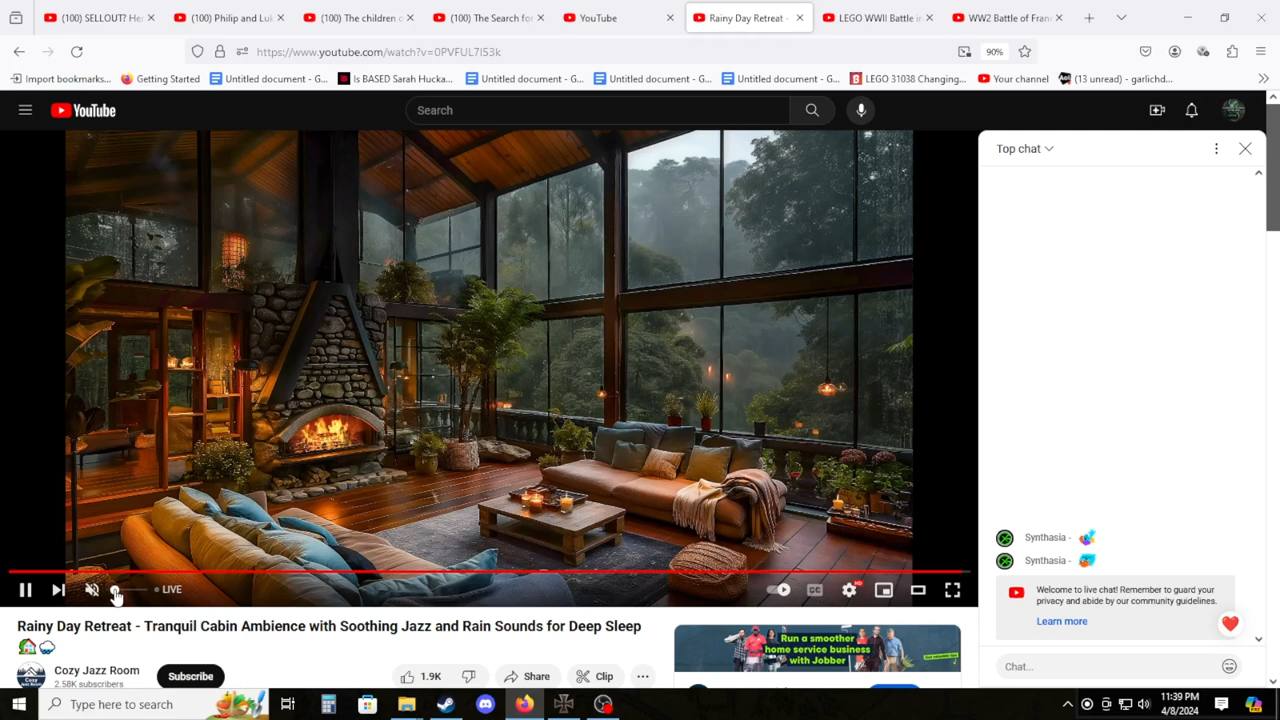 (100) SELLOUT? He
(100) Philip and Lu
(100) The children o
(100) The Search for
YouTube
Rainy Day Retreat -
LEGO WWII Battle in
WW2 Battle of Fran
https://www.youtube.com/watch?v=0PVFUL7I53k
90%
Import bookmarks...
Getting Started
Untitled document - G...
Is BASED Sarah Hucka...
Untitled document - G...
Untitled document - G...
Untitled document - G...
LEGO 31038 Changing...
Your channel
(13 unread) - garlichd...
YouTube
Search
Top chat
LIVE
HD
Synthasia -
Synthasia -
Welcome to live chat! Remember to guard your
privacy and abide by our community guidelines.
Learn more
Chat...
Rainy Day Retreat - Tranquil Cabin Ambience with Soothing Jazz and Rain Sounds for Deep Sleep
Cozy Jazz Room
2.58K subscribers
Subscribe
1.9K
Share
Clip
Run a smoother
home service business
with Jobber
Type here to search
11:39 PM
4/8/2024